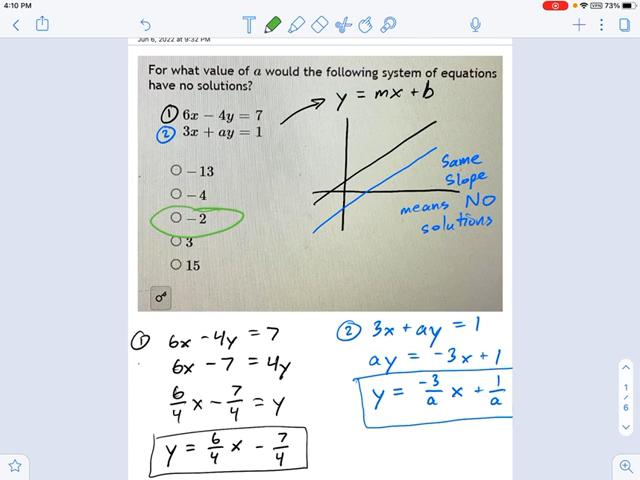 4:10 PM
73%
Jun 6, 2022 at 9:32 PM
For what value of a would the following system of equations
have no solutions?
① 6x − 4y = 7
② 3x + ay = 1
−13
−4
−2
3
15
y = mx + b
Same
Slope
means NO
solutions
① 6x − 4y = 7
6x − 7 = 4y
6/4 x − 7/4 = y
y = 6/4 x − 7/4
② 3x + ay = 1
ay = −3x + 1
y = −3/a x + 1/a
1
/
6
T